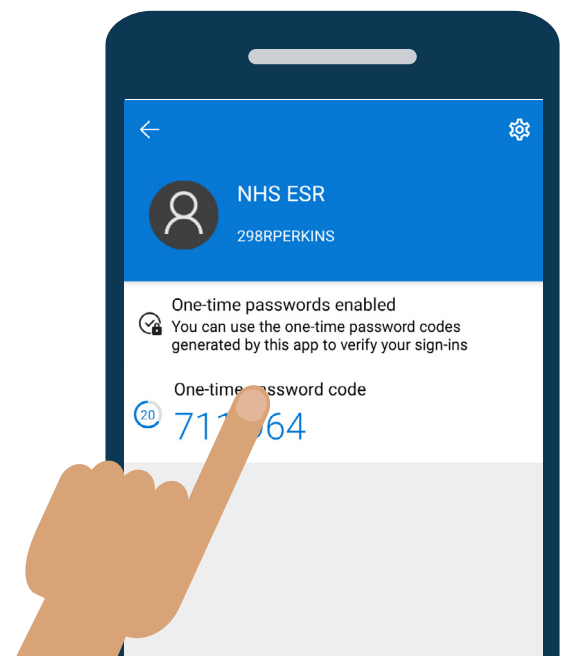 NHS ESR
298RPERKINS
One-time passwords enabled
You can use the one-time password codes
generated by this app to verify your sign-ins
One-time password code
20